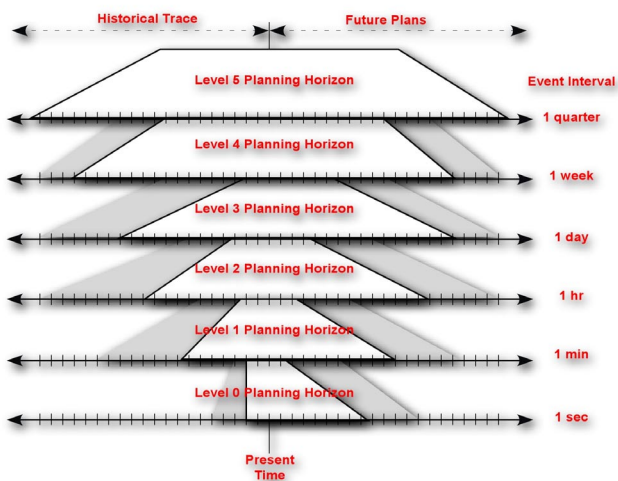 Historical Trace
Future Plans
Level 5 Planning Horizon
Event Interval
1 quarter
Level 4 Planning Horizon
1 week
Level 3 Planning Horizon
1 day
Level 2 Planning Horizon
1 hr
Level 1 Planning Horizon
1 min
Level 0 Planning Horizon
1 sec
Present
Time